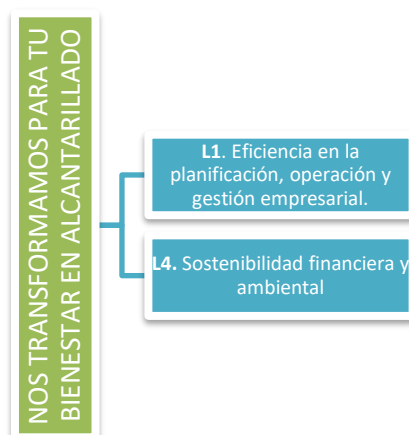 NOS TRANSFORMAMOS PARA TU
BIENESTAR EN ALCANTARILLADO
L1. Eficiencia en la
planificación, operación y
gestión empresarial.
L4. Sostenibilidad financiera y
ambiental